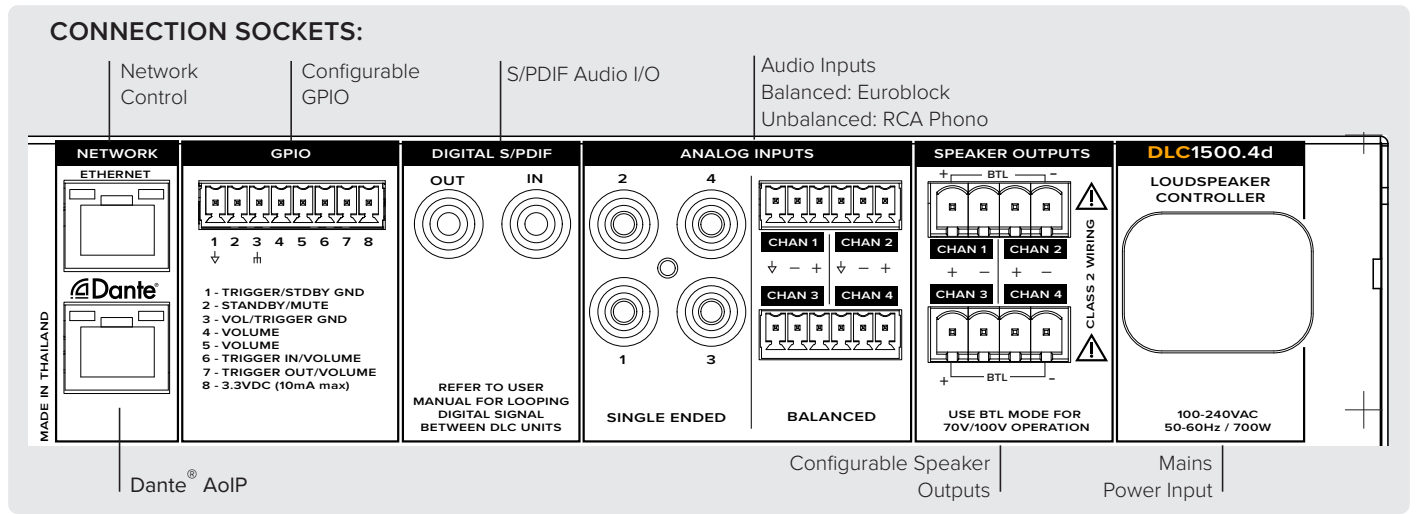 CONNECTION SOCKETS:
Network
Control
Configurable
GPIO
S/PDIF Audio I/O
Audio Inputs
Balanced: Euroblock
Unbalanced: RCA Phono
MADE IN THAILAND
NETWORK
ETHERNET
Dante®
GPIO
1 2 3 4 5 6 7 8
1 - TRIGGER/STDBY GND
2 - STANDBY/MUTE
3 - VOL/TRIGGER GND
4 - VOLUME
5 - VOLUME
6 - TRIGGER IN/VOLUME
7 - TRIGGER OUT/VOLUME
8 - 3.3VDC (10mA max)
DIGITAL S/PDIF
OUT IN
REFER TO USER
MANUAL FOR LOOPING
DIGITAL SIGNAL
BETWEEN DLC UNITS
ANALOG INPUTS
2 4
1 3
SINGLE ENDED
CHAN 1 CHAN 2
- + - +
CHAN 3 CHAN 4
BALANCED
SPEAKER OUTPUTS
+ BTL -
CHAN 1 CHAN 2
+ - + -
CHAN 3 CHAN 4
+ BTL -
CLASS 2 WIRING
USE BTL MODE FOR
70V/100V OPERATION
DLC1500.4d
LOUDSPEAKER
CONTROLLER
100-240VAC
50-60Hz / 700W
Dante® AoIP
Configurable Speaker
Outputs
Mains
Power Input